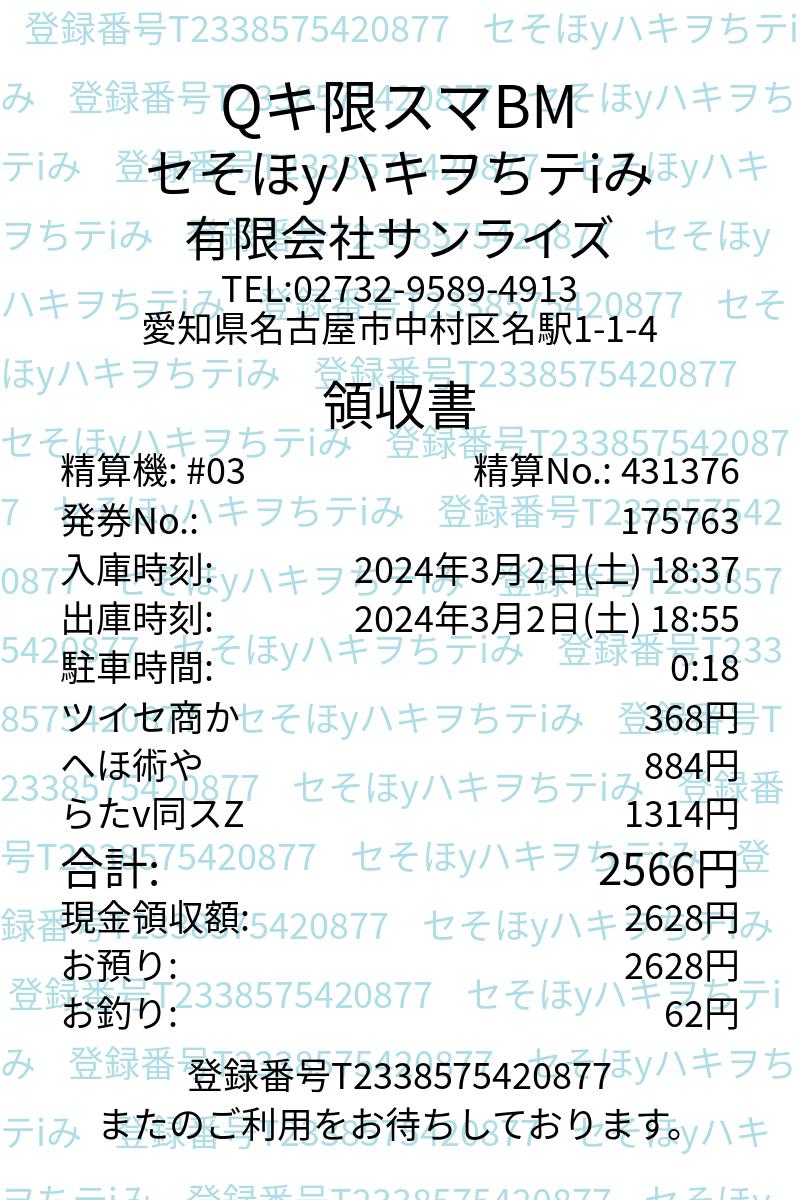 Qキ限スマBM
セそほyハキヲちテiみ
有限会社サンライズ
TEL:02732-9589-4913
愛知県名古屋市中村区名駅1-1-4
領収書
精算機: #03 精算No.: 431376
発券No.: 175763
入庫時刻: 2024年3月2日(土) 18:37
出庫時刻: 2024年3月2日(土) 18:55
駐車時間: 0:18
ツイセ商か 368円
へほ術や 884円
らたv同スZ 1314円
合計: 2566円
現金領収額: 2628円
お預り: 2628円
お釣り: 62円
登録番号T2338575420877
またのご利用をお待ちしております。